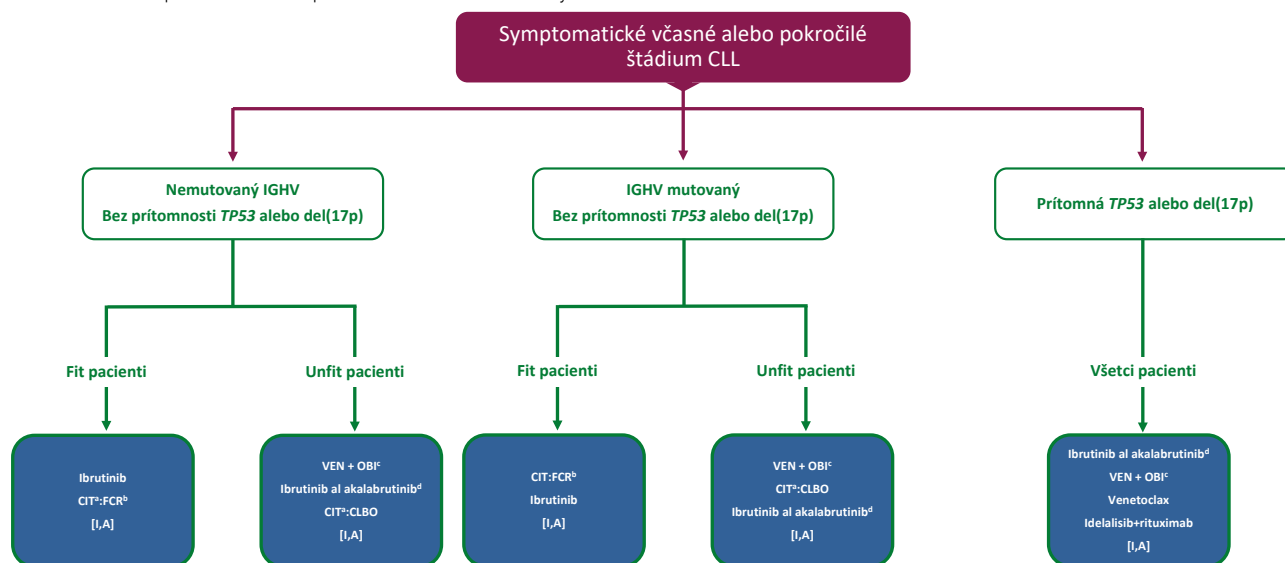 Symptomatické včasné alebo pokročilé
štádium CLL
Nemutovaný IGHV
Bez prítomnosti TP53 alebo del(17p)
IGHV mutovaný
Bez prítomnosti TP53 alebo del(17p)
Prítomná TP53 alebo del(17p)
Fit pacienti
Unfit pacienti
Fit pacienti
Unfit pacienti
Všetci pacienti
Ibrutinib
CITᵃ:FCRᵇ
[I,A]
VEN + OBIᶜ
Ibrutinib al akalabrutinibᵈ
CITᵃ:CLBO
[I,A]
CIT:FCRᵇ
Ibrutinib
[I,A]
VEN + OBIᶜ
CITᵃ:CLBO
Ibrutinib al akalabrutinibᵈ
[I,A]
Ibrutinib al akalabrutinibᵈ
VEN + OBIᶜ
Venetoclax
Idelalisib+rituximab
[I,A]